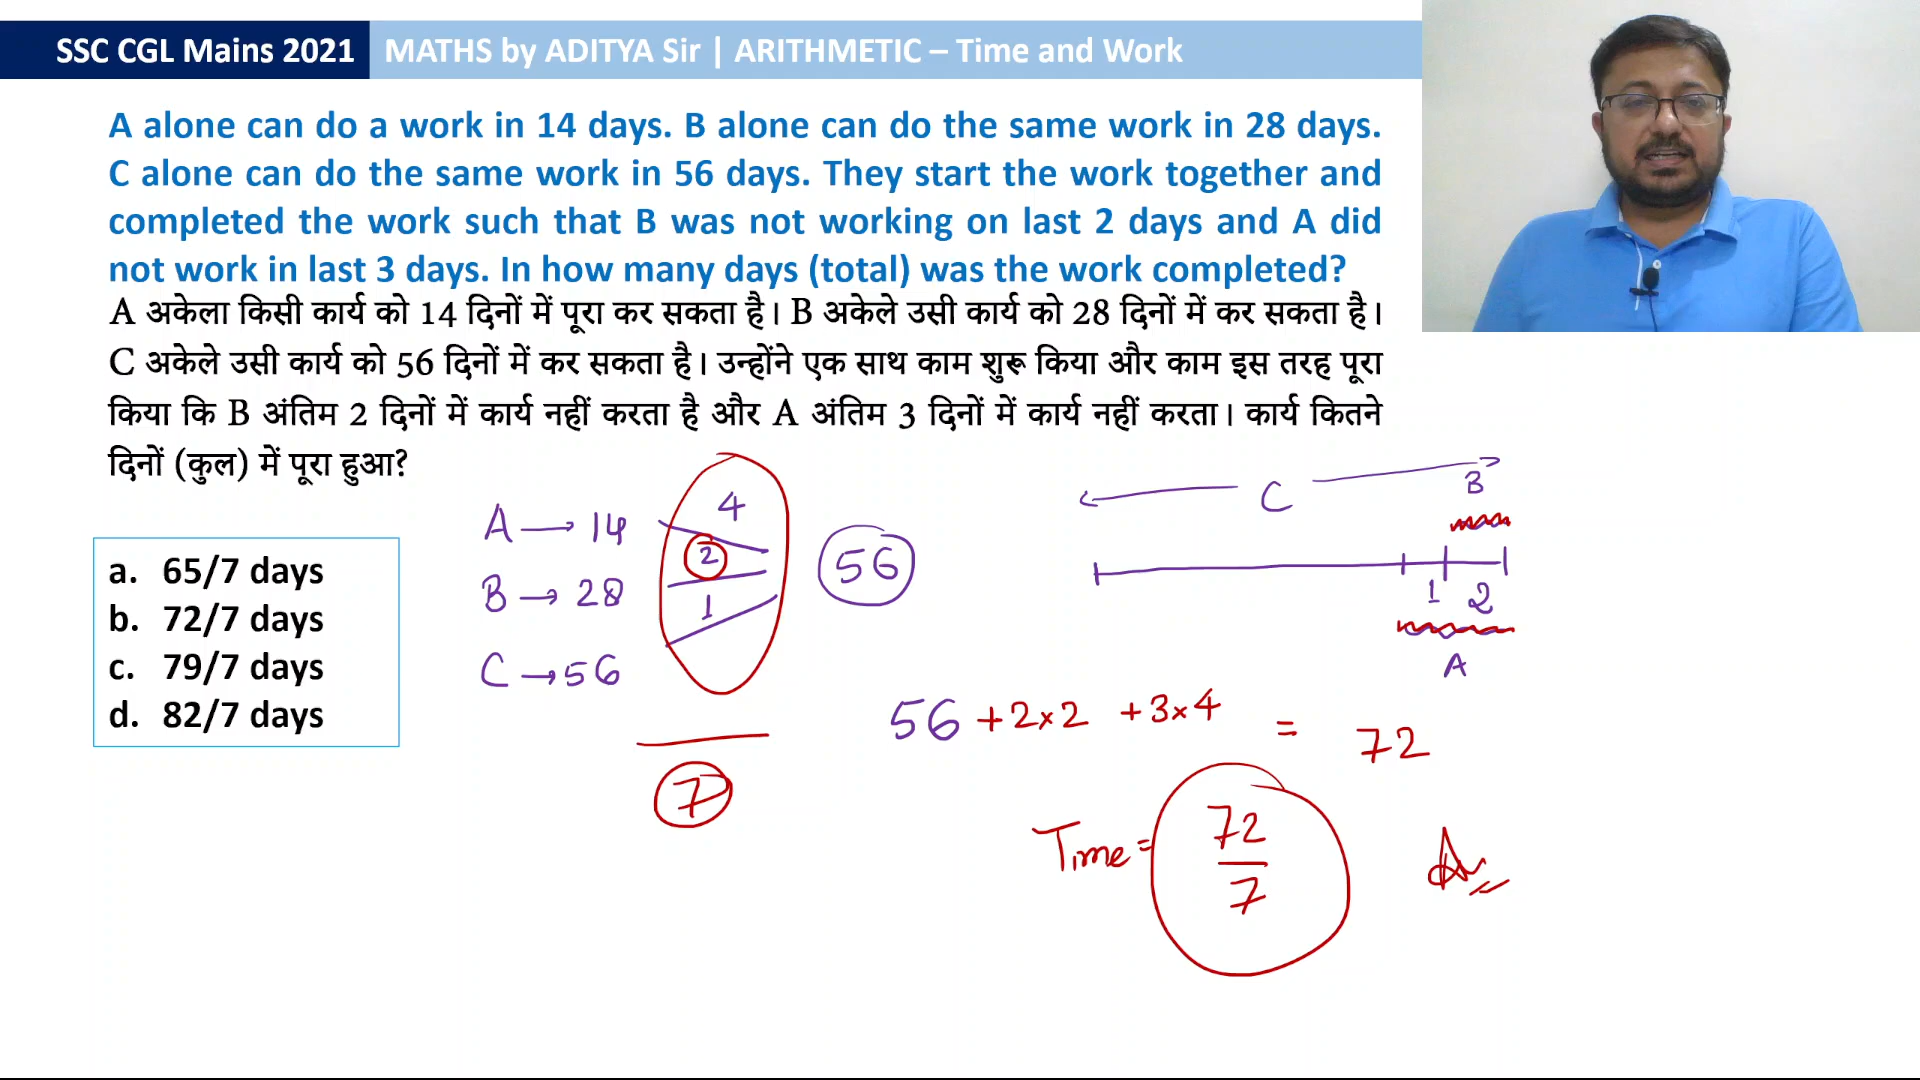 SSC CGL Mains 2021 MATHS by ADITYA Sir | ARITHMETIC – Time and Work
A alone can do a work in 14 days. B alone can do the same work in 28 days.
C alone can do the same work in 56 days. They start the work together and
completed the work such that B was not working on last 2 days and A did
not work in last 3 days. In how many days (total) was the work completed?
A अकेला किसी कार्य को 14 दिनों में पूरा कर सकता है। B अकेले उसी कार्य को 28 दिनों में कर सकता है।
C अकेले उसी कार्य को 56 दिनों में कर सकता है। उन्होंने एक साथ काम शुरू किया और काम इस तरह पूरा
किया कि B अंतिम 2 दिनों में कार्य नहीं करता है और A अंतिम 3 दिनों में कार्य नहीं करता। कार्य कितने
दिनों (कुल) में पूरा हुआ?
a. 65/7 days
b. 72/7 days
c. 79/7 days
d. 82/7 days
A → 14
B → 28
C → 56
4
2
1
7
56
C
B
1 2
A
56 + 2 × 2 + 3 × 4 = 72
Time = 72/7